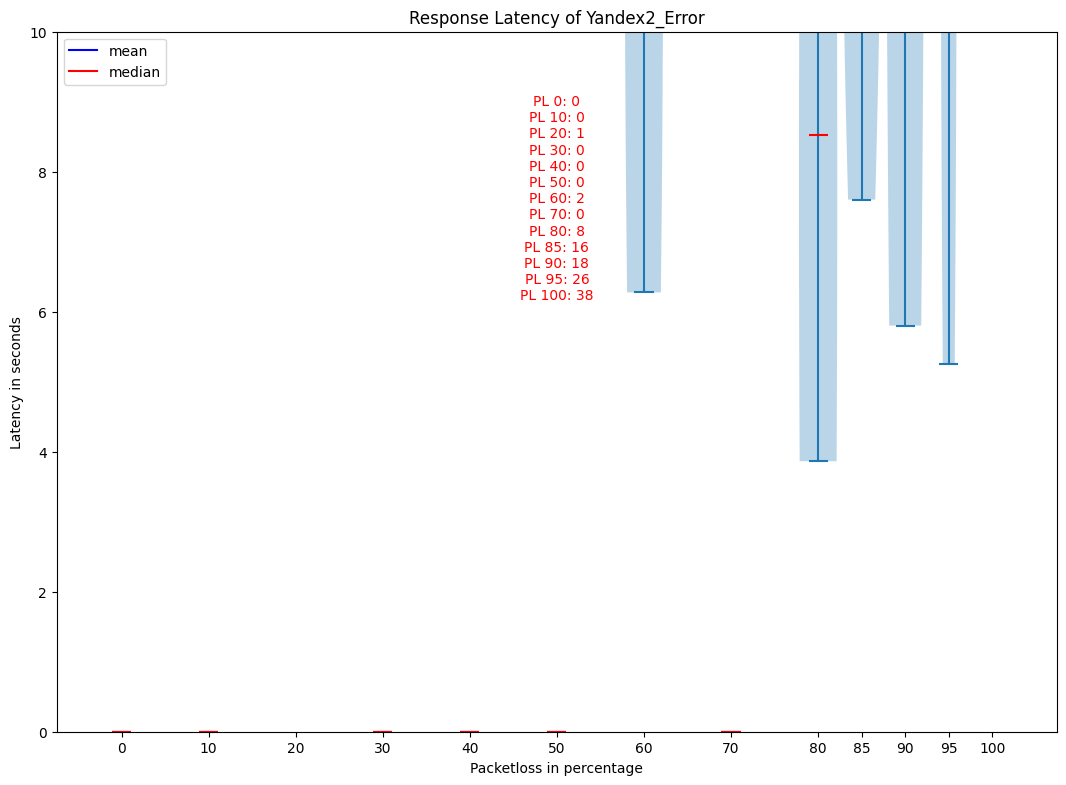 Response Latency of Yandex2_Error
mean
median
PL 0: 0
PL 10: 0
PL 20: 1
PL 30: 0
PL 40: 0
PL 50: 0
PL 60: 2
PL 70: 0
PL 80: 8
PL 85: 16
PL 90: 18
PL 95: 26
PL 100: 38
Latency in seconds
10
8
6
4
2
0
0 10 20 30 40 50 60 70 80 85 90 95 100
Packetloss in percentage